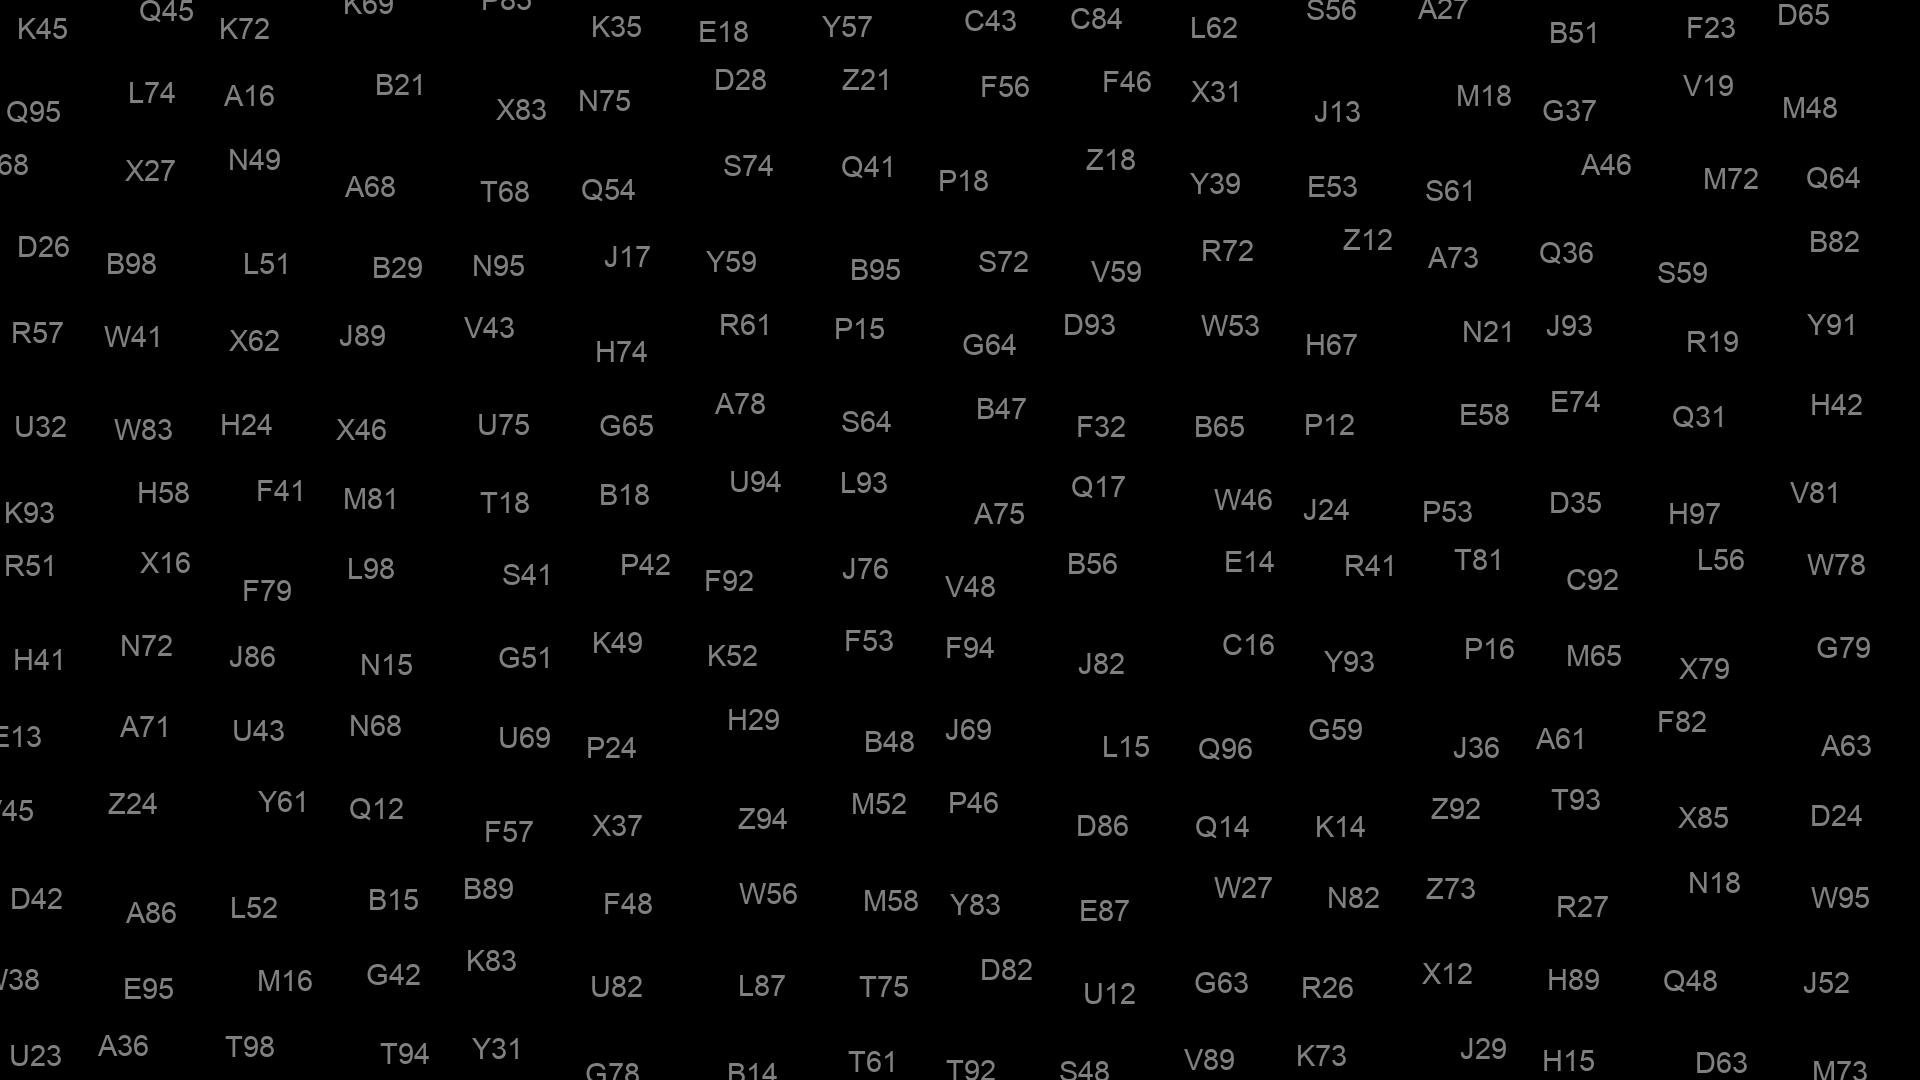 K45 Q45 K72 K69 P85 K35 E18 Y57 C43 C84 L62 S56 A27 B51 F23 D65
Q95 L74 A16 B21 X83 N75 D28 Z21 F56 F46 X31 J13 M18 G37 V19 M48
68 X27 N49 A68 T68 Q54 S74 Q41 P18 Z18 Y39 E53 S61 A46 M72 Q64
D26 B98 L51 B29 N95 J17 Y59 B95 S72 V59 R72 Z12 A73 Q36 S59 B82
R57 W41 X62 J89 V43 H74 R61 P15 G64 D93 W53 H67 N21 J93 R19 Y91
U32 W83 H24 X46 U75 G65 A78 S64 B47 F32 B65 P12 E58 E74 Q31 H42
K93 H58 F41 M81 T18 B18 U94 L93 A75 Q17 W46 J24 P53 D35 H97 V81
R51 X16 F79 L98 S41 P42 F92 J76 V48 B56 E14 R41 T81 C92 L56 W78
H41 N72 J86 N15 G51 K49 K52 F53 F94 J82 C16 Y93 P16 M65 X79 G79
E13 A71 U43 N68 U69 P24 H29 B48 J69 L15 Q96 G59 J36 A61 F82 A63
45 Z24 Y61 Q12 F57 X37 Z94 M52 P46 D86 Q14 K14 Z92 T93 X85 D24
D42 A86 L52 B15 B89 F48 W56 M58 Y83 E87 W27 N82 Z73 R27 N18 W95
38 E95 M16 G42 K83 U82 L87 T75 D82 U12 G63 R26 X12 H89 Q48 J52
U23 A36 T98 T94 Y31 G78 B14 T61 T92 S48 V89 K73 J29 H15 D63 M73